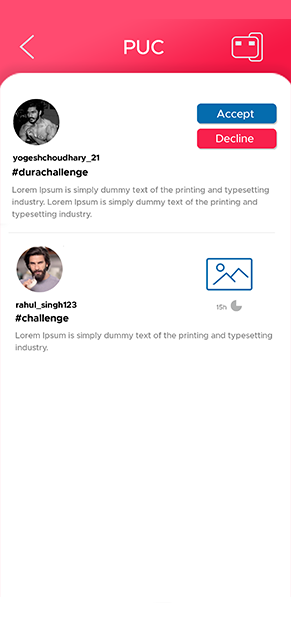 PUC
Accept
Decline
yogeshchoudhary_21
#durachallenge
Lorem Ipsum is simply dummy text of the printing and typesetting
industry. Lorem Ipsum is simply dummy text of the printing and
typesetting industry.
rahul_singh123
15h
#challenge
Lorem Ipsum is simply dummy text of the printing and typesetting
industry.